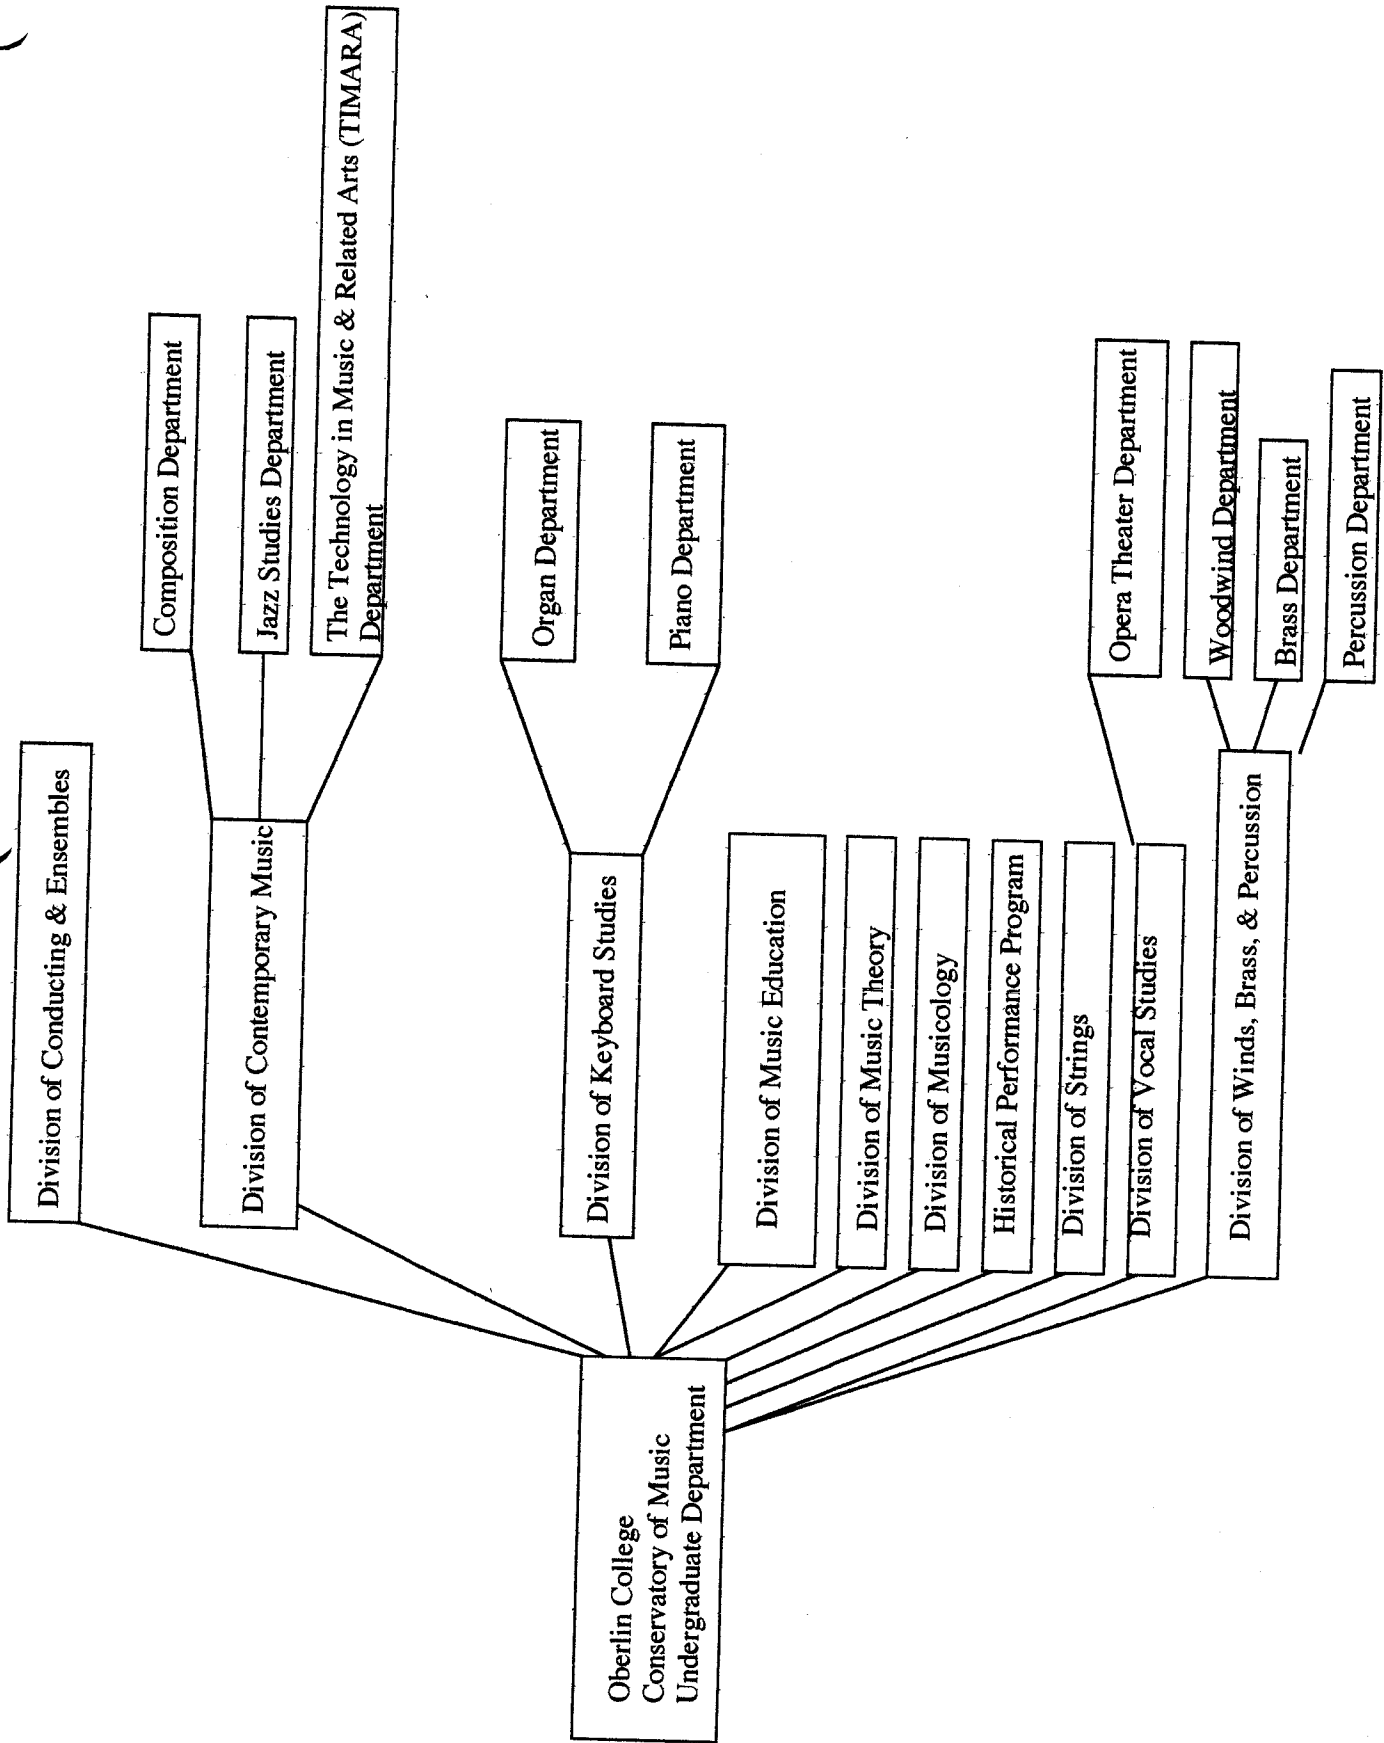 Oberlin College
Conservatory of Music
Undergraduate Department
Division of Conducting & Ensembles
Division of Contemporary Music
Composition Department
Jazz Studies Department
The Technology in Music & Related Arts (TIMARA)
Department
Division of Keyboard Studies
Organ Department
Piano Department
Division of Music Education
Division of Music Theory
Division of Musicology
Historical Performance Program
Division of Strings
Division of Vocal Studies
Opera Theater Department
Division of Winds, Brass, & Percussion
Woodwind Department
Brass Department
Percussion Department